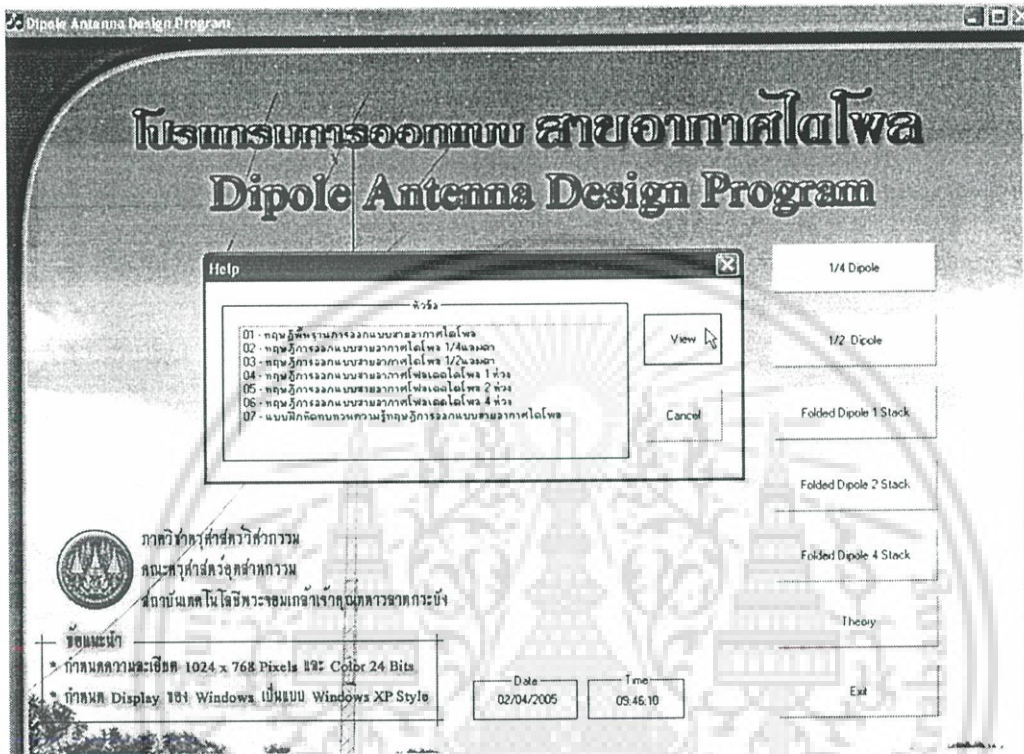 Dipole Antenna Design Program
โปรแกรมการออกแบบ สายอากาศไดโพล
Dipole Antenna Design Program
Help
หัวข้อ
01 - ทฤษฎีพื้นฐานการออกแบบสายอากาศไดโพล
02 - ทฤษฎีการออกแบบสายอากาศไดโพล 1/4แลมดา
03 - ทฤษฎีการออกแบบสายอากาศไดโพล 1/2แลมดา
04 - ทฤษฎีการออกแบบสายอากาศโฟลเดดไดโพล 1 ห่วง
05 - ทฤษฎีการออกแบบสายอากาศโฟลเดดไดโพล 2 ห่วง
06 - ทฤษฎีการออกแบบสายอากาศโฟลเดดไดโพล 4 ห่วง
07 - แบบฝึกหัดทบทวนความรู้ทฤษฎีการออกแบบสายอากาศไดโพล
View
Cancel
1/4 Dipole
1/2 Dipole
Folded Dipole 1 Stack
Folded Dipole 2 Stack
Folded Dipole 4 Stack
Theory
Exit
ภาควิชาครุศาสตร์วิศวกรรม
คณะครุศาสตร์อุตสาหกรรม
สถาบันเทคโนโลยีพระจอมเกล้าเจ้าคุณทหารลาดกระบัง
ข้อแนะนำ
* กำหนดความละเอียด 1024 x 768 Pixels และ Color 24 Bits
* กำหนด Display ของ Windows เป็นแบบ Windows XP Style
Date
02/04/2005
Time
09:46:10